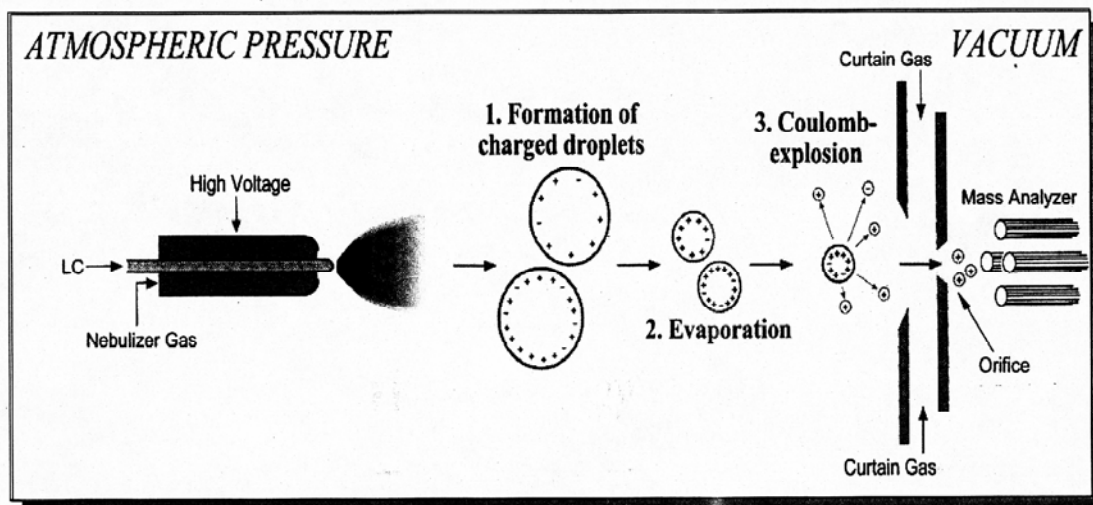 ATMOSPHERIC PRESSURE
VACUUM
Curtain Gas
1. Formation of
charged droplets
3. Coulomb-
explosion
High Voltage
Mass Analyzer
LC
Nebulizer Gas
2. Evaporation
Orifice
Curtain Gas